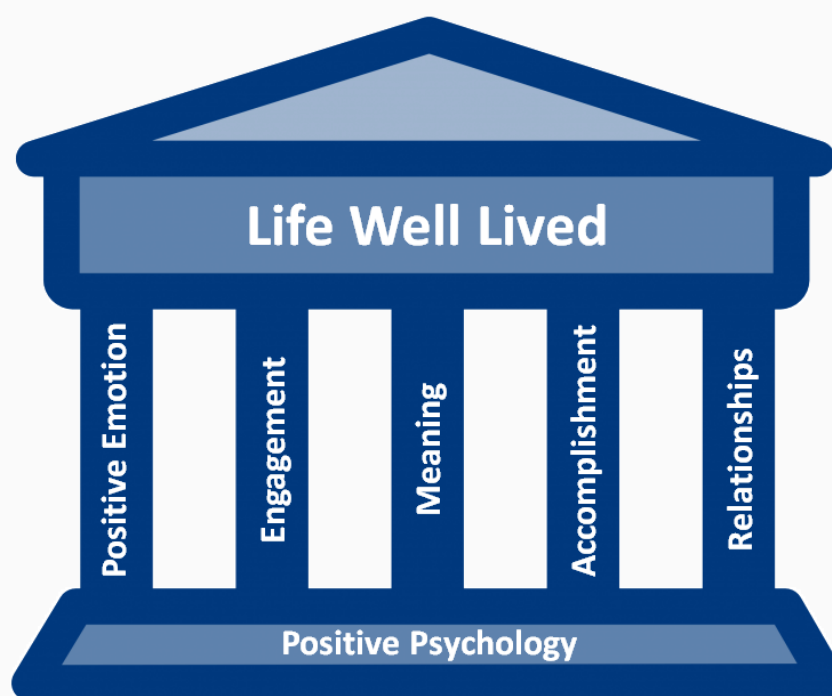 Life Well Lived
Positive Emotion
Engagement
Meaning
Accomplishment
Relationships
Positive Psychology